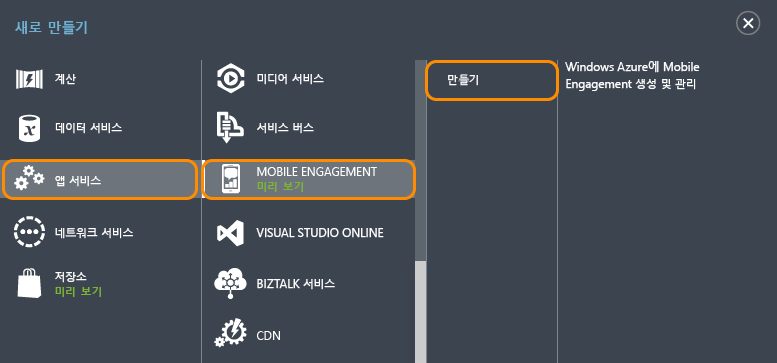 새로 만들기
계산
데이터 서비스
앱 서비스
네트워크 서비스
저장소
미리 보기
미디어 서비스
서비스 버스
MOBILE ENGAGEMENT
미리 보기
VISUAL STUDIO ONLINE
BIZTALK 서비스
CDN
만들기
Windows Azure에 Mobile
Engagement 생성 및 관리